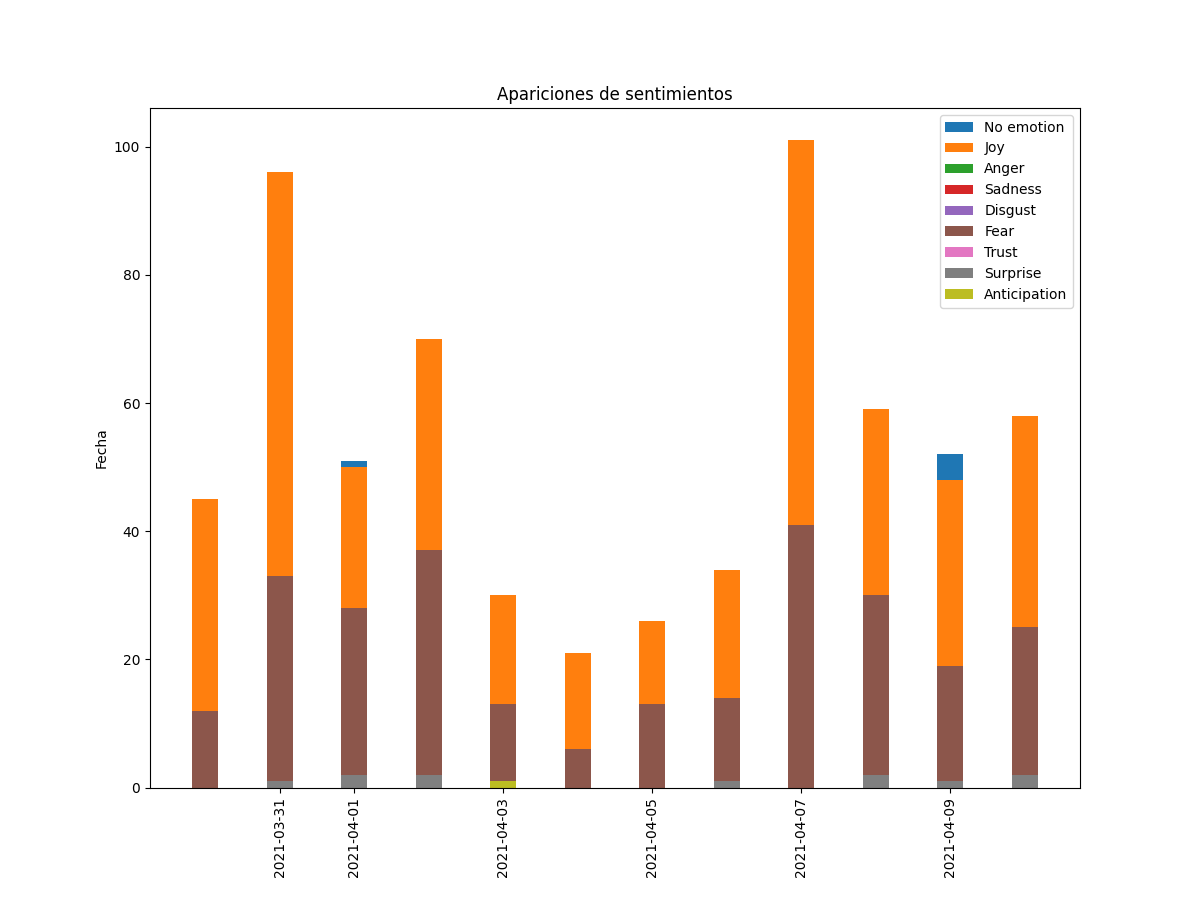 Apariciones de sentimientos
No emotion
Joy
Anger
Sadness
Disgust
Fear
Trust
Surprise
Anticipation
Fecha
100
80
60
40
20
0
2021-03-31
2021-04-01
2021-04-03
2021-04-05
2021-04-07
2021-04-09